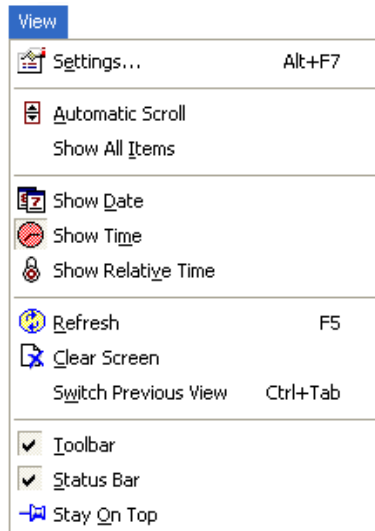 View
Settings... Alt+F7
Automatic Scroll
Show All Items
Show Date
Show Time
Show Relative Time
Refresh F5
Clear Screen
Switch Previous View Ctrl+Tab
Toolbar
Status Bar
Stay On Top